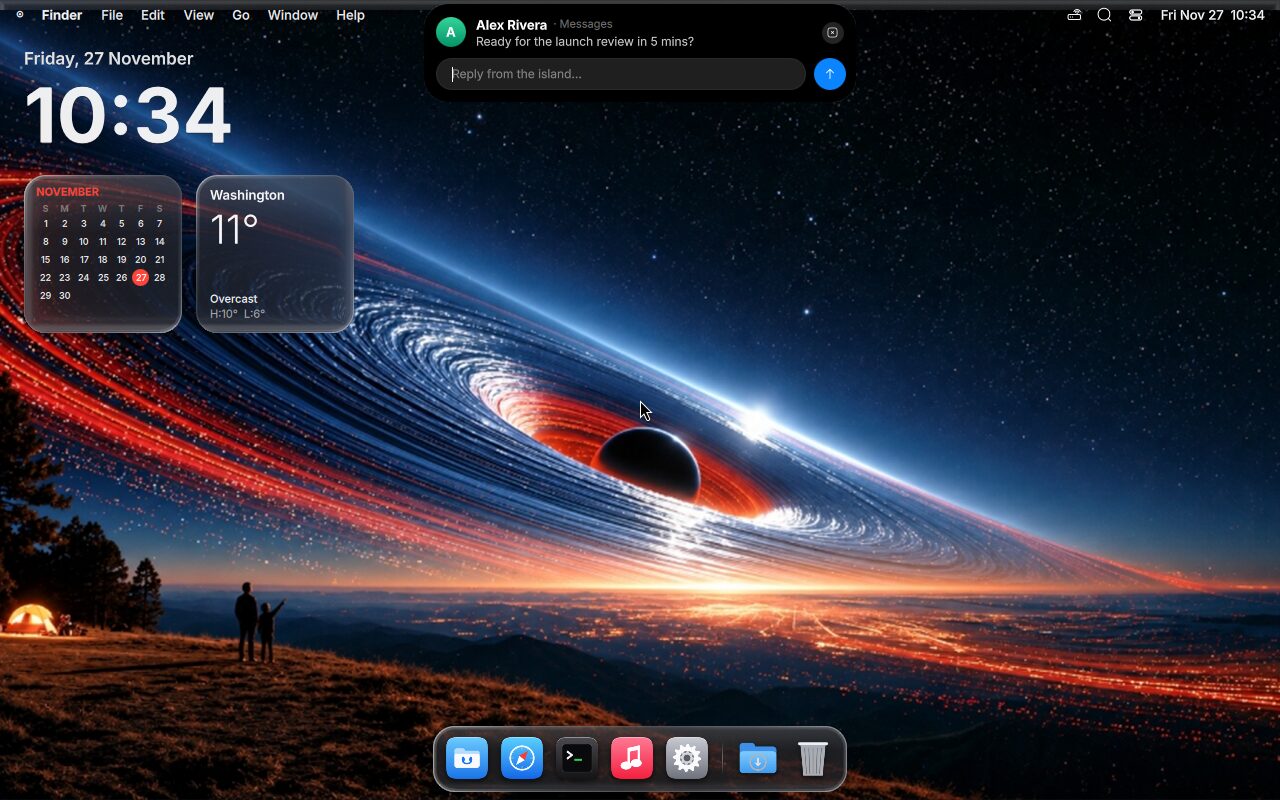 Finder File Edit View Go Window Help
Fri Nov 27 10:34
A
Alex Rivera · Messages
Ready for the launch review in 5 mins?
Reply from the island...
Friday, 27 November
10:34
NOVEMBER
S M T W T F S
1 2 3 4 5 6 7
8 9 10 11 12 13 14
15 16 17 18 19 20 21
22 23 24 25 26 27 28
29 30
Washington
11°
Overcast
H:10° L:6°